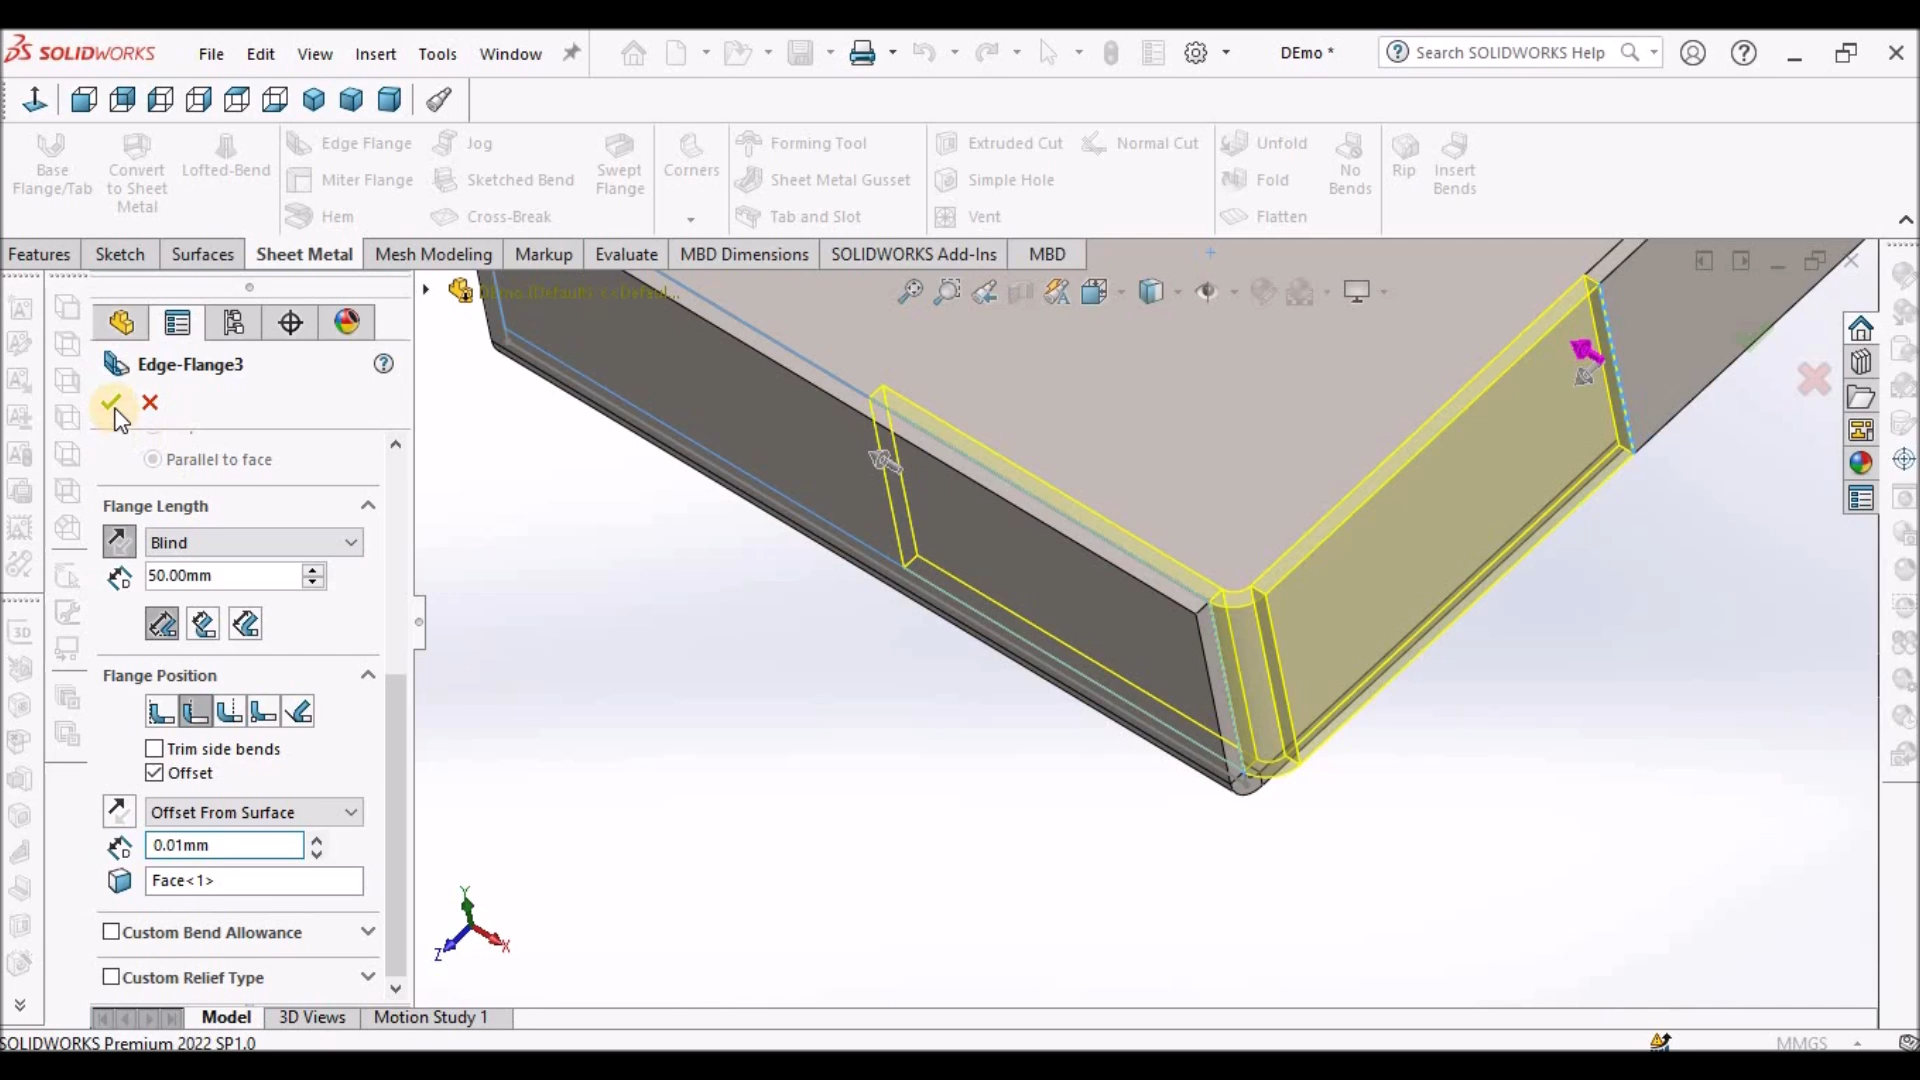 SOLIDWORKS File Edit View Insert Tools Window DEmo * Search SOLIDWORKS Help
Base Flange/Tab
Convert to Sheet Metal
Lofted-Bend
Edge Flange
Miter Flange
Hem
Jog
Sketched Bend
Cross-Break
Swept Flange
Corners
Forming Tool
Sheet Metal Gusset
Tab and Slot
Extruded Cut
Simple Hole
Vent
Normal Cut
Unfold
Fold
Flatten
No Bends
Rip
Insert Bends
Features Sketch Surfaces Sheet Metal Mesh Modeling Markup Evaluate MBD Dimensions SOLIDWORKS Add-Ins MBD
DEmo (Default) <<Defaul...
Edge-Flange3
Parallel to face
Flange Length
Blind
50.00mm
Flange Position
Trim side bends
Offset
Offset From Surface
0.01mm
Face<1>
Custom Bend Allowance
Custom Relief Type
3D
Y
Z
X
Model 3D Views Motion Study 1
SOLIDWORKS Premium 2022 SP1.0
MMGS